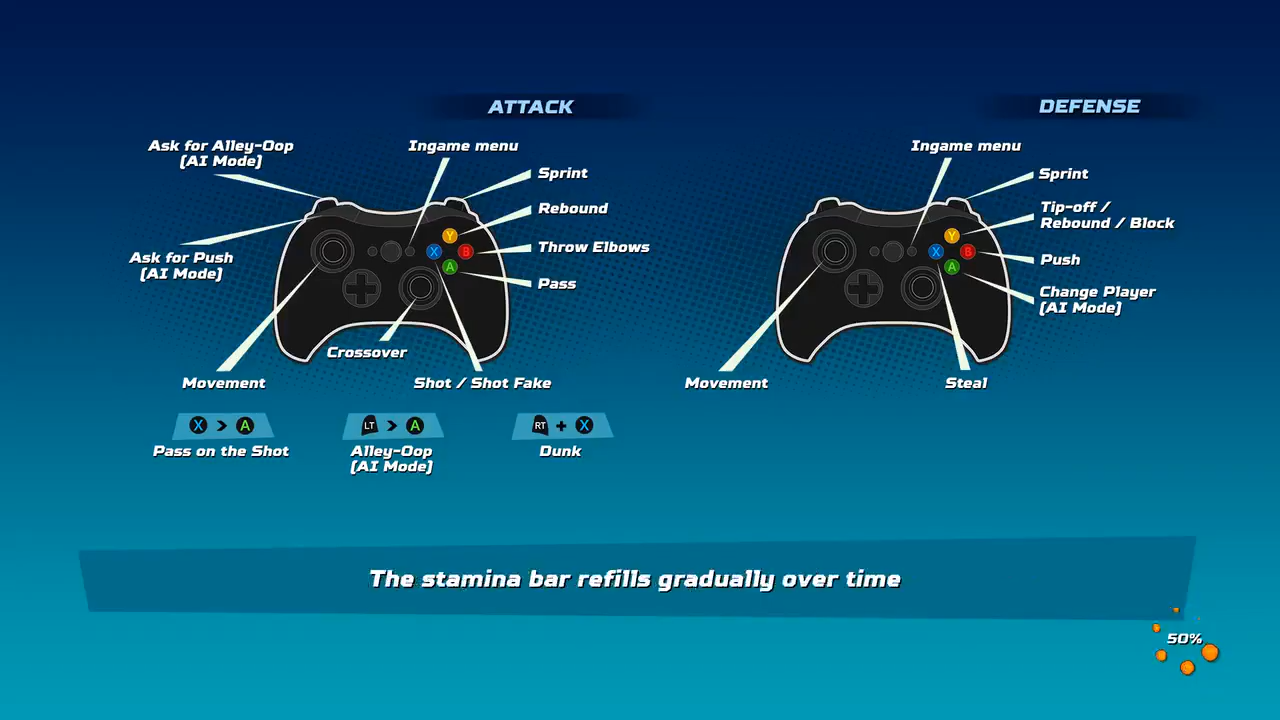 ATTACK
Ask for Alley-Oop
(AI Mode)
Ingame menu
Sprint
Rebound
Throw Elbows
Ask for Push
(AI Mode)
Pass
Y
X
B
A
Crossover
Movement
Shot / Shot Fake
X > A
Pass on the Shot
LT > A
Alley-Oop
(AI Mode)
RT + X
Dunk
DEFENSE
Ingame menu
Sprint
Tip-off /
Rebound / Block
Push
Change Player
(AI Mode)
Y
X
B
A
Movement
Steal
The stamina bar refills gradually over time
50%